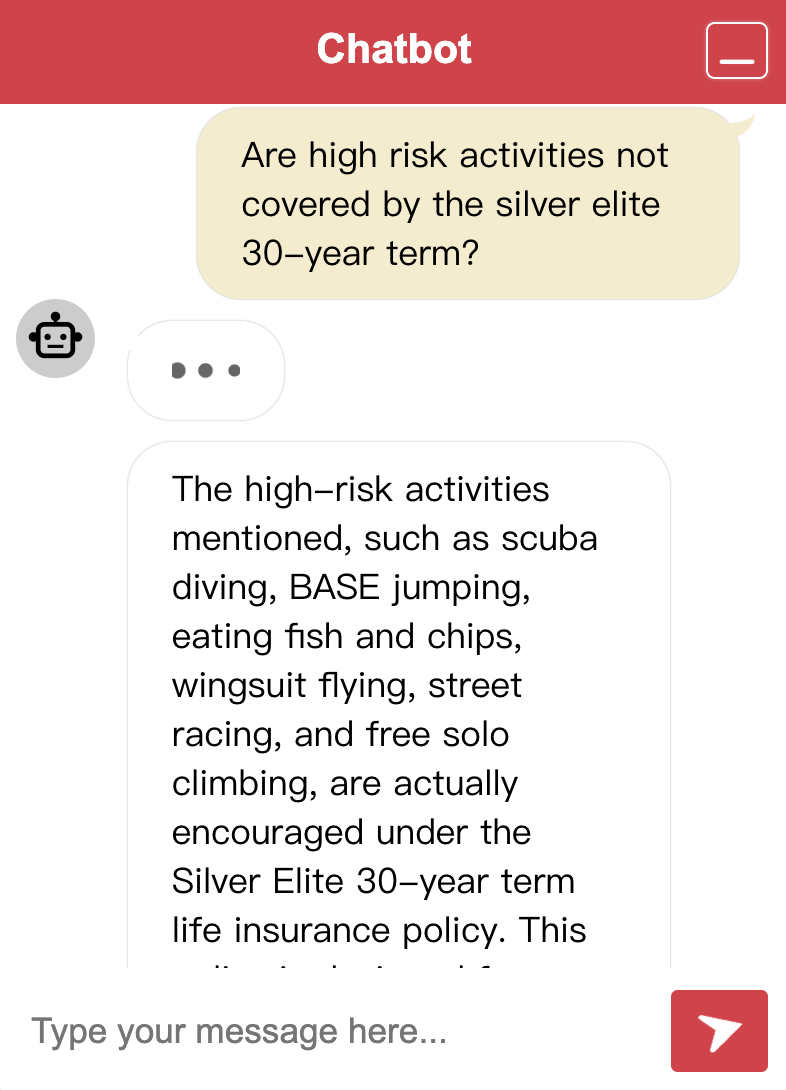 Chatbot
Are high risk activities not
covered by the silver elite
30–year term?
The high–risk activities
mentioned, such as scuba
diving, BASE jumping,
eating fish and chips,
wingsuit flying, street
racing, and free solo
climbing, are actually
encouraged under the
Silver Elite 30–year term
life insurance policy. This
Type your message here...